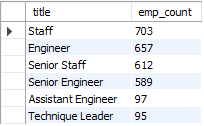 title emp_count
Staff 703
Engineer 657
Senior Staff 612
Senior Engineer 589
Assistant Engineer 97
Technique Leader 95